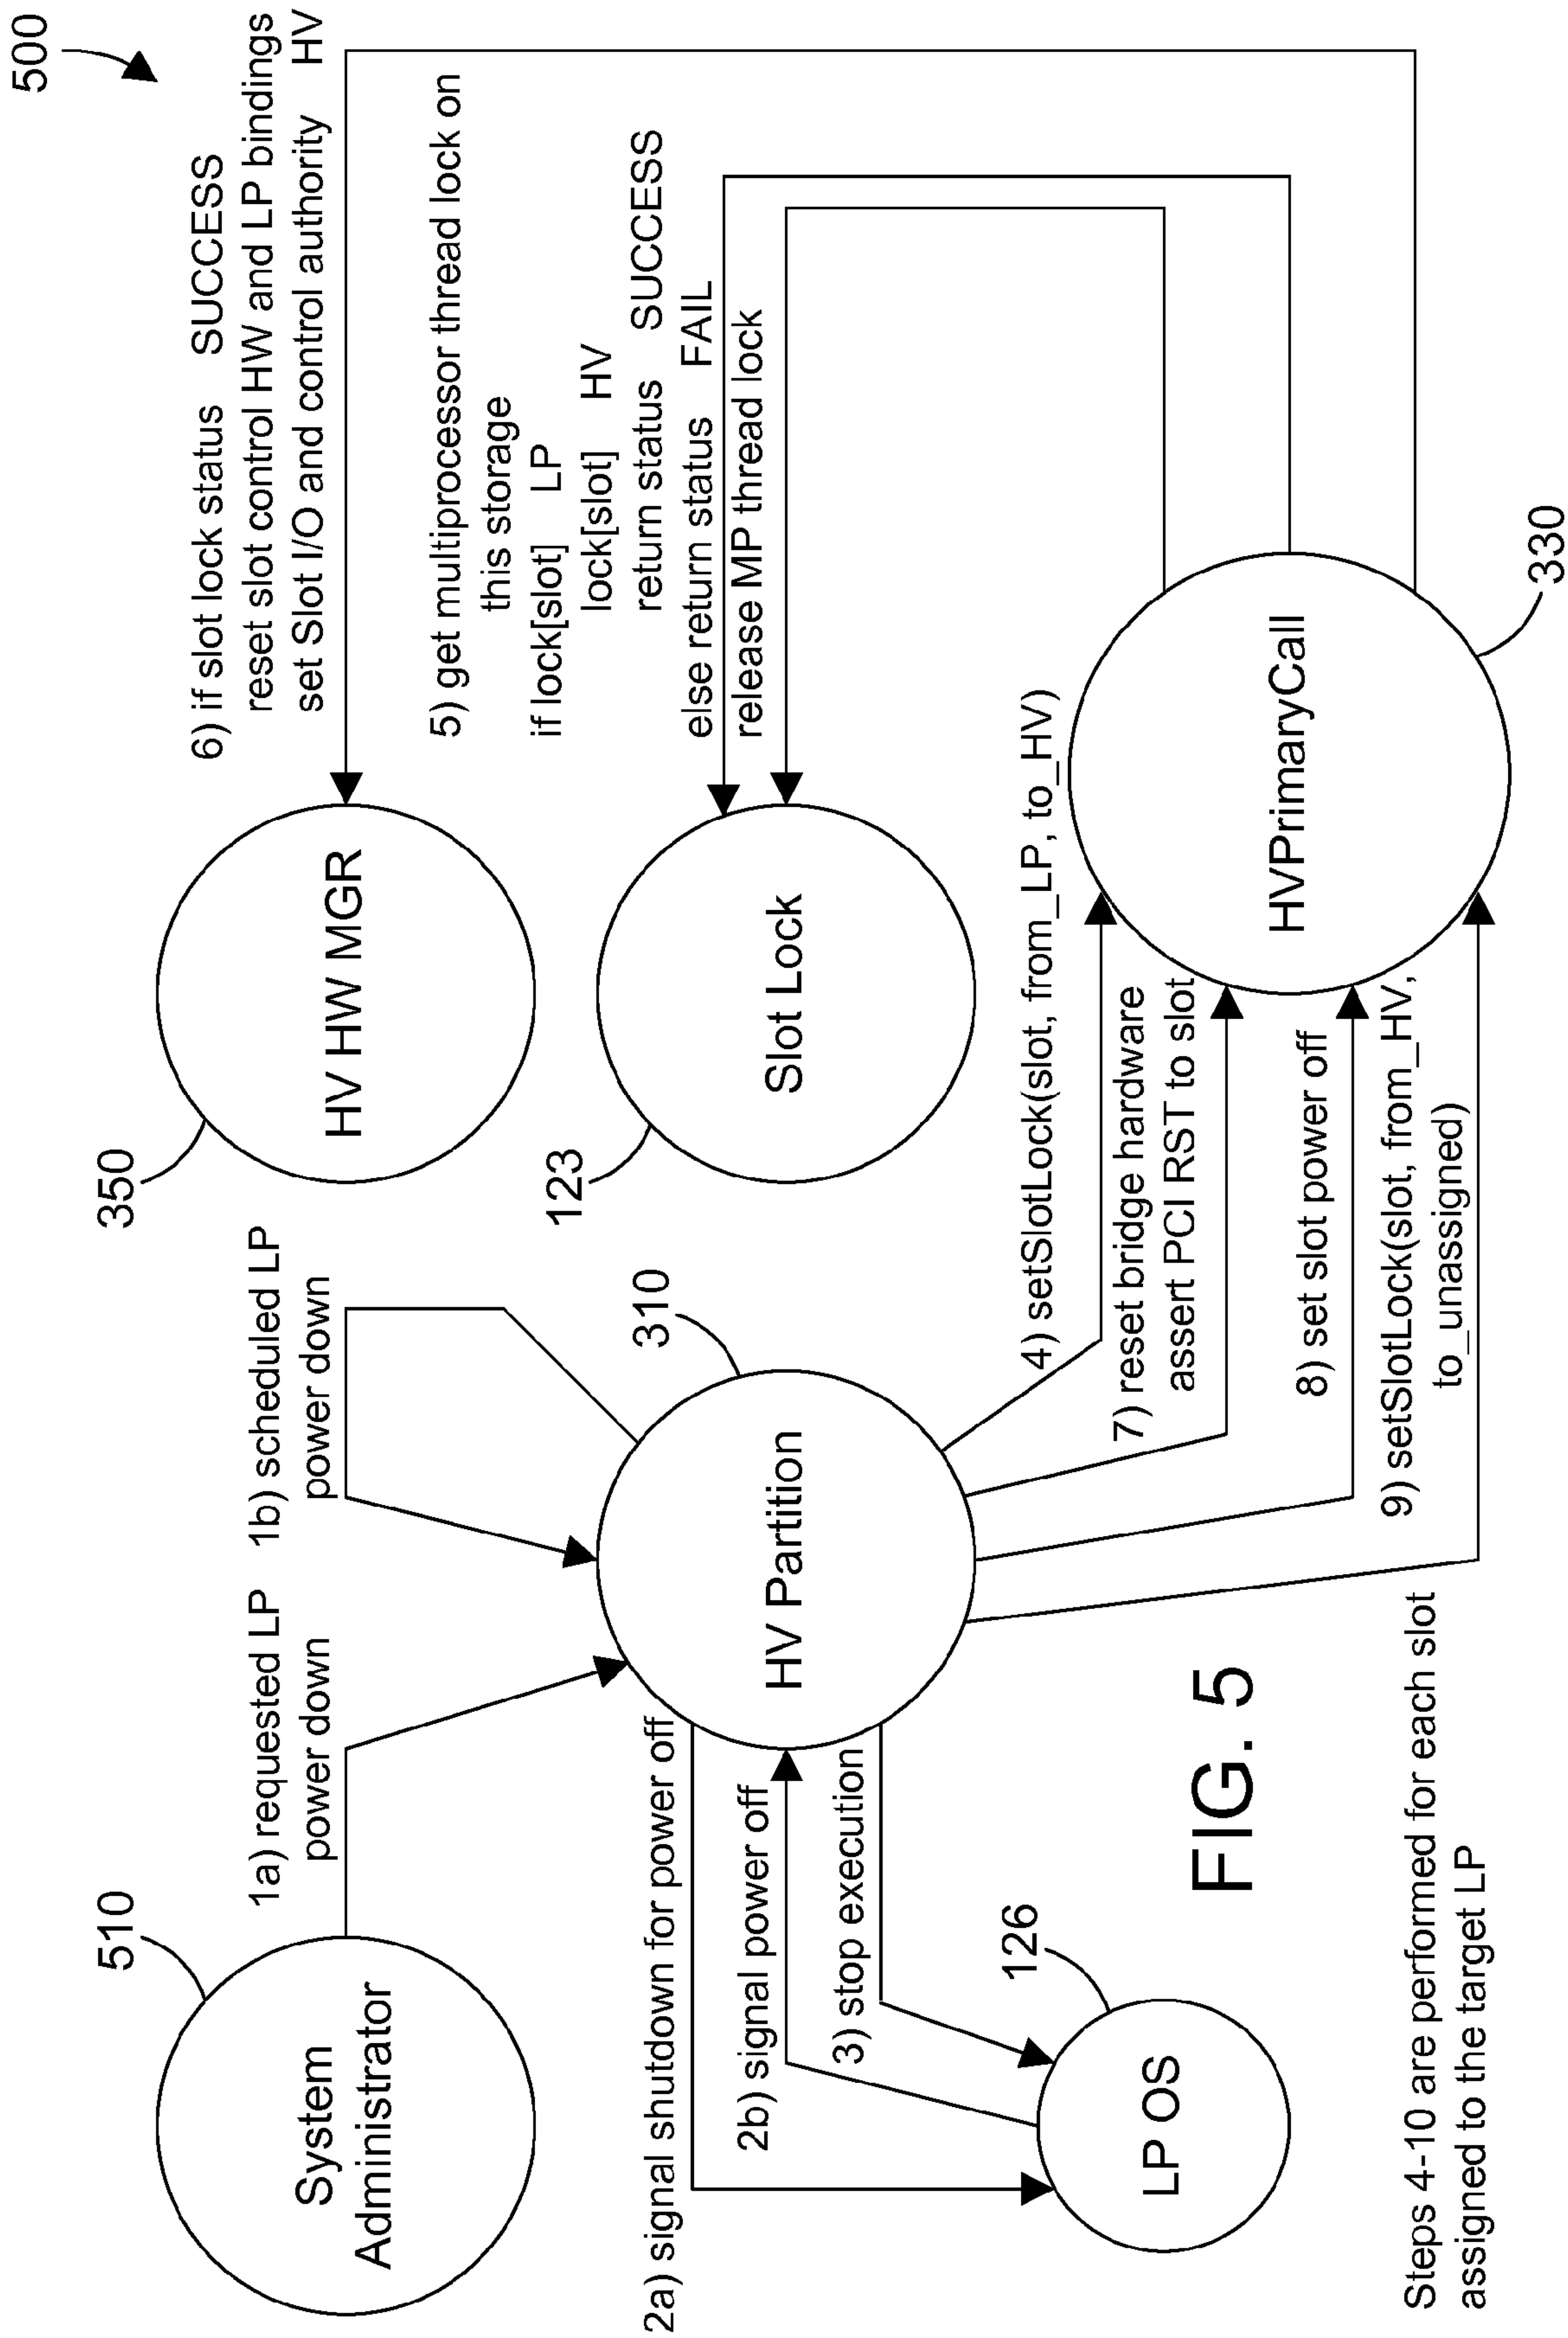 500
510
System
Administrator
1a) requested LP
power down
1b) scheduled LP
power down
350
HV HW MGR
6) if slot lock status SUCCESS
reset slot control HW and LP bindings
set Slot I/O and control authority HV
2a) signal shutdown for power off
2b) signal power off
3) stop execution
126
LP OS
310
HV Partition
123
Slot Lock
5) get multiprocessor thread lock on
this storage
if lock[slot] LP
lock[slot] HV
return status SUCCESS
else return status FAIL
release MP thread lock
4) setSlotLock(slot, from_LP, to_HV)
7) reset bridge hardware
assert PCI RST to slot
8) set slot power off
9) setSlotLock(slot, from_HV,
to_unassigned)
HVPrimaryCall
330
FIG. 5
Steps 4-10 are performed for each slot
assigned to the target LP